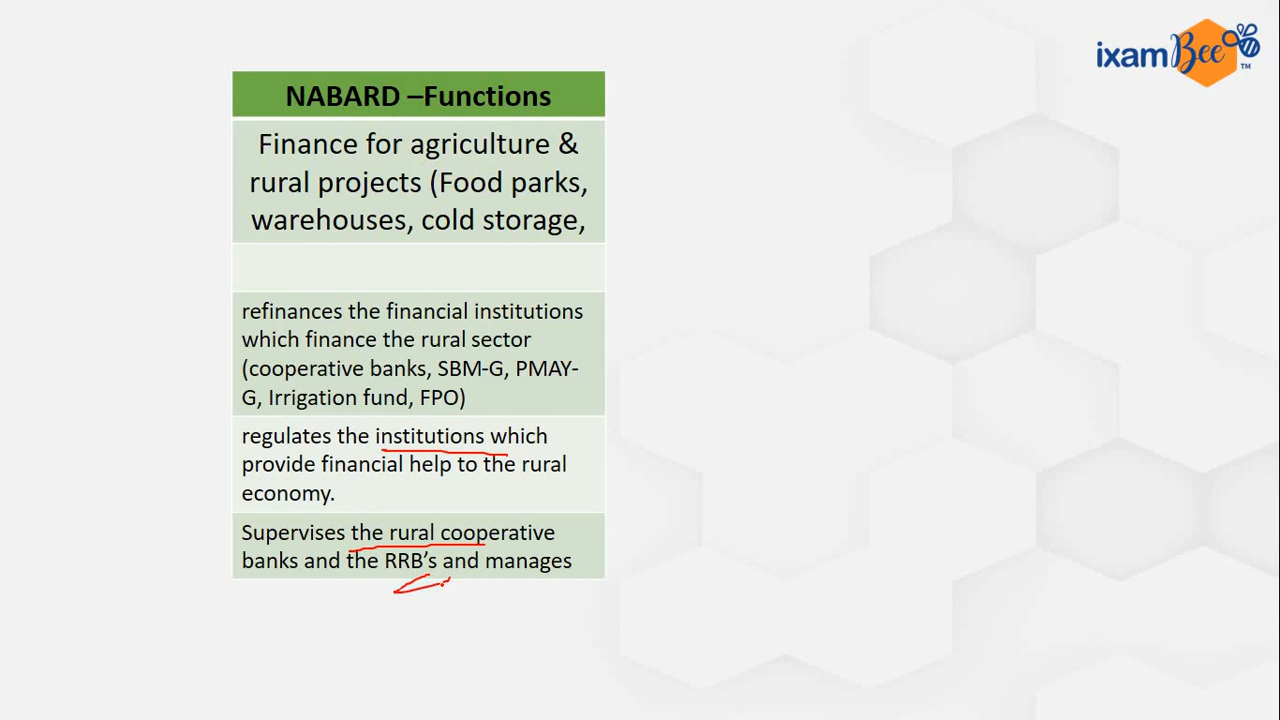 ixamBee
TM
NABARD –Functions
Finance for agriculture &
rural projects (Food parks,
warehouses, cold storage,
refinances the financial institutions
which finance the rural sector
(cooperative banks, SBM-G, PMAY-
G, Irrigation fund, FPO)
regulates the institutions which
provide financial help to the rural
economy.
Supervises the rural cooperative
banks and the RRB’s and manages